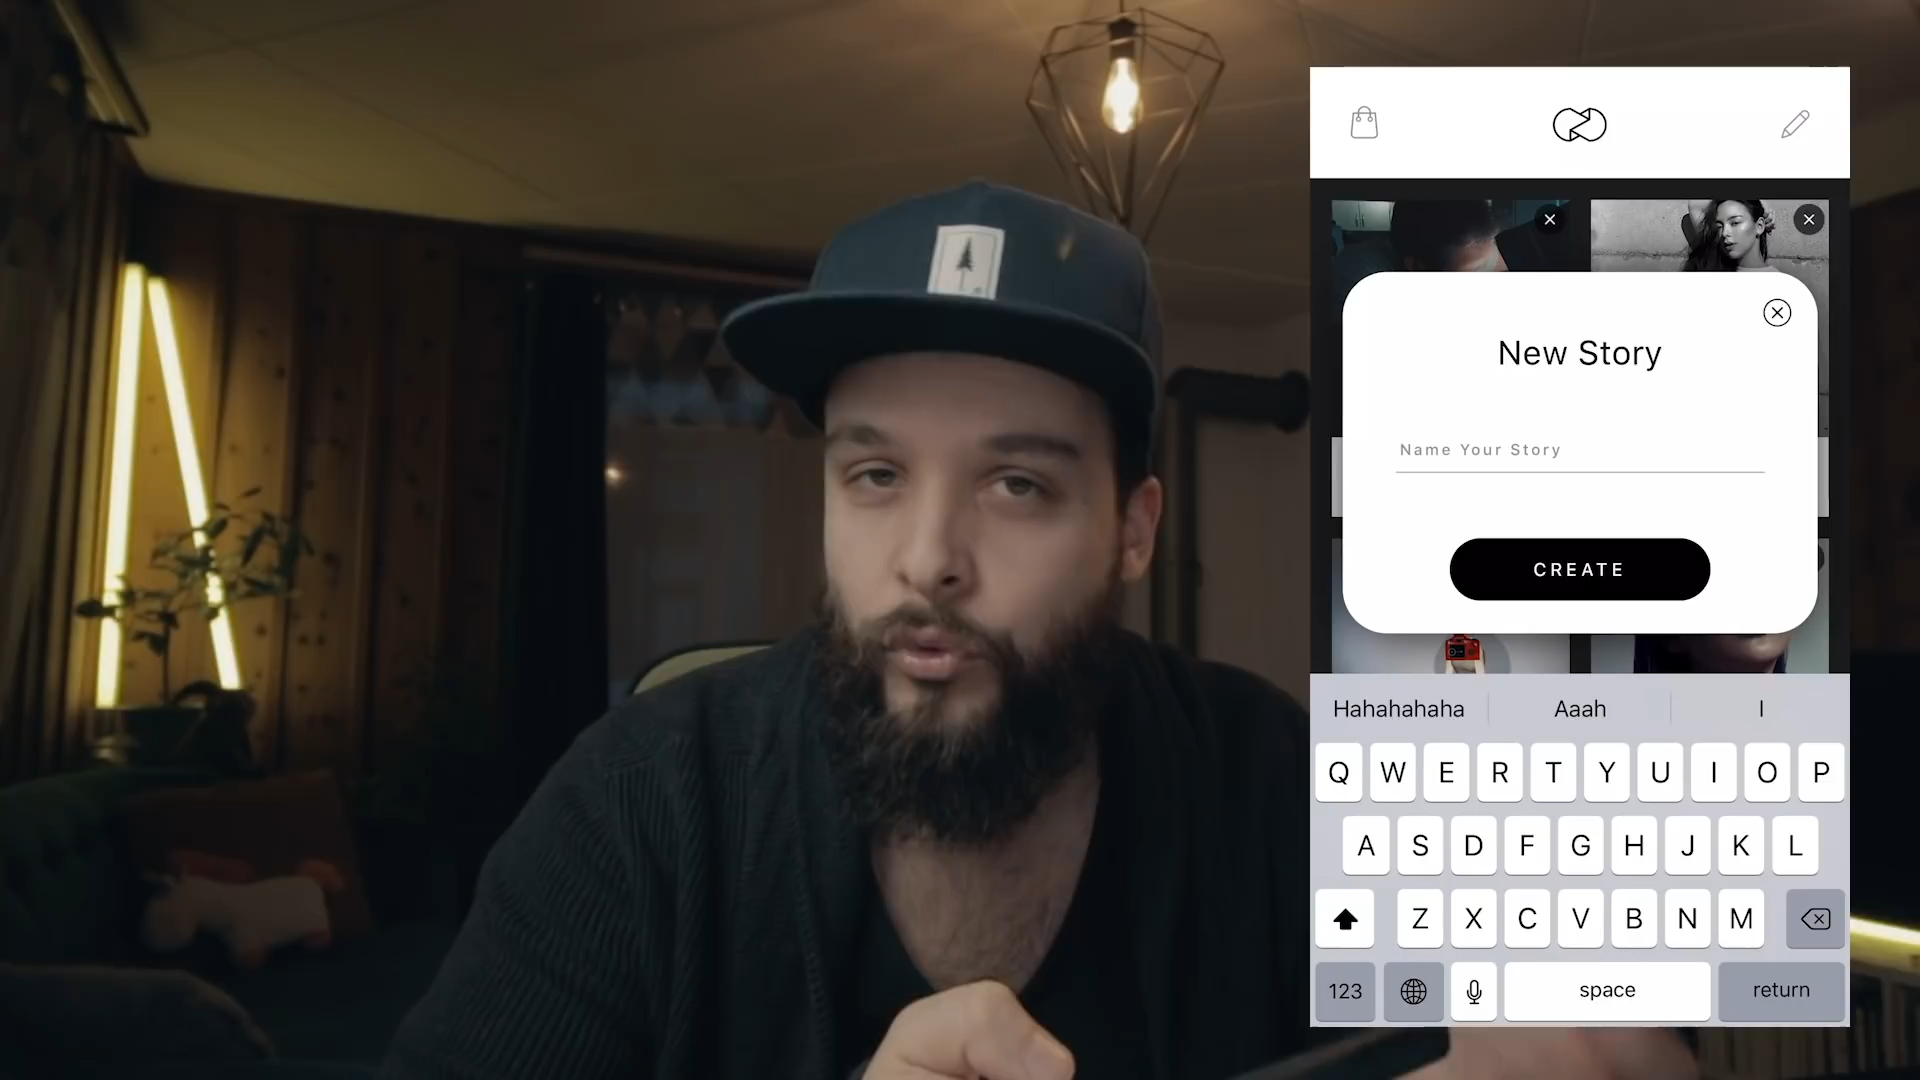 New Story
Name Your Story
CREATE
Hahahahaha Aaah I
Q W E R T Y U I O P
A S D F G H J K L
Z X C V B N M
123 space return